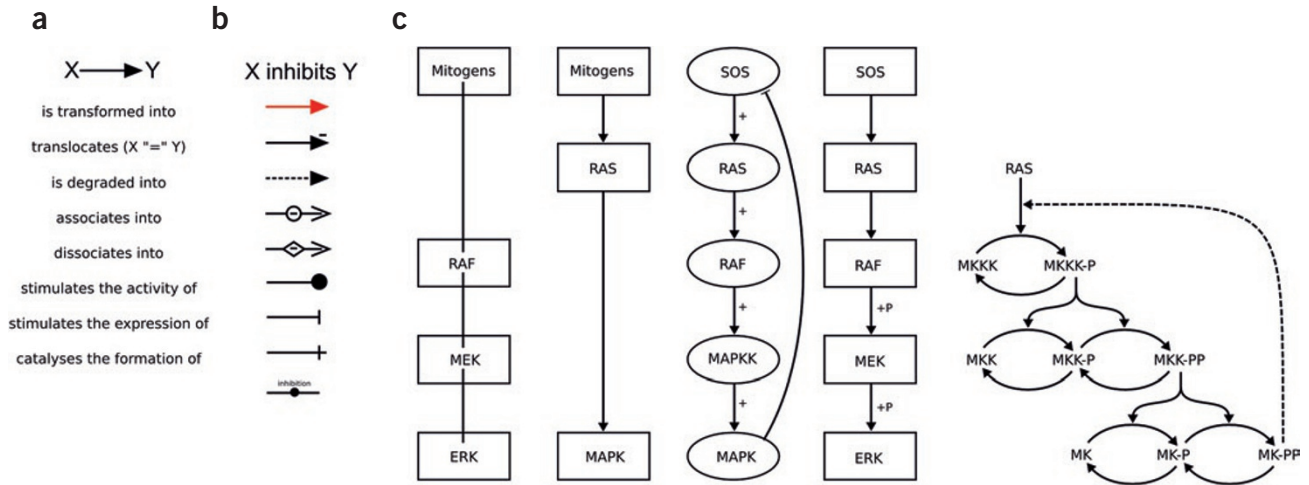 a
X Y
is transformed into
translocates (X "=" Y)
is degraded into
associates into
dissociates into
stimulates the activity of
stimulates the expression of
catalyses the formation of
b
X inhibits Y
inhibition
c
Mitogens
RAF
MEK
ERK
Mitogens
RAS
MAPK
SOS
+
RAS
+
RAF
+
MAPKK
+
MAPK
SOS
RAS
RAF
+P
MEK
+P
ERK
RAS
MKKK MKKK-P
MKK MKK-P MKK-PP
MK MK-P MK-PP